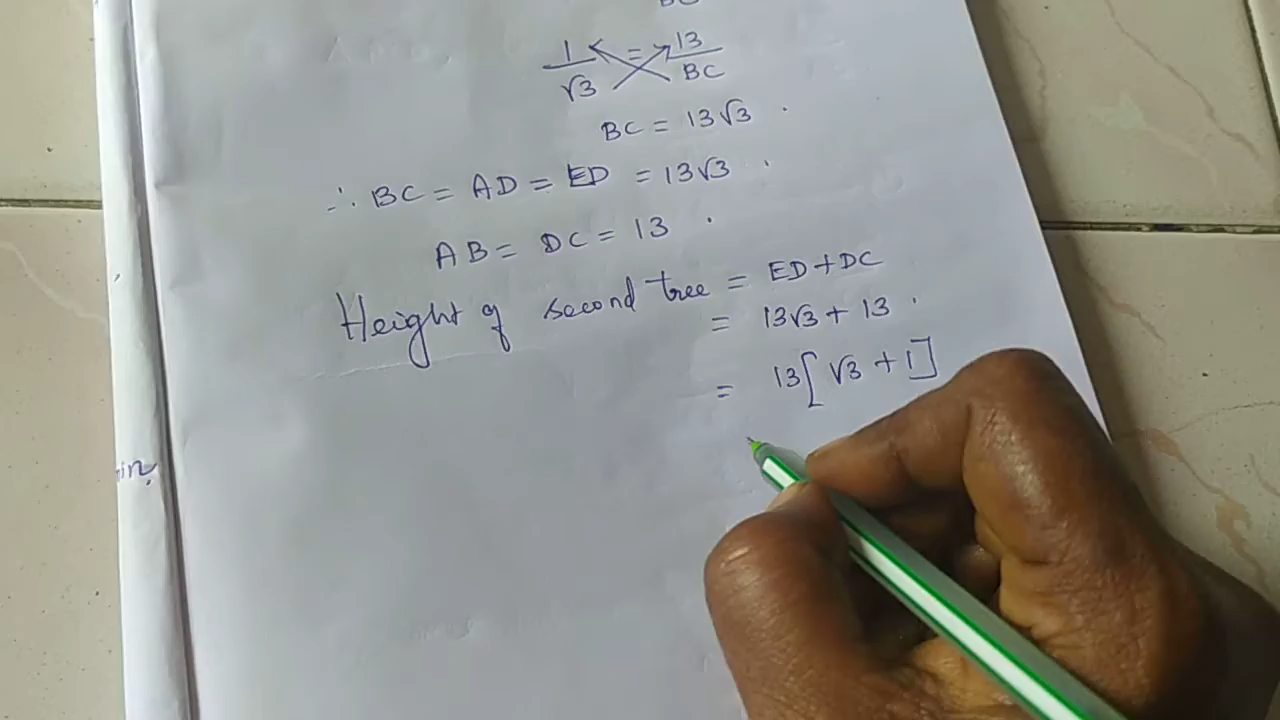 1/√3 = 13/BC
BC = 13√3 .
∴ BC = AD = ED = 13√3 .
AB = DC = 13 .
Height of second tree = ED + DC
= 13√3 + 13 .
= 13[√3 + 1]